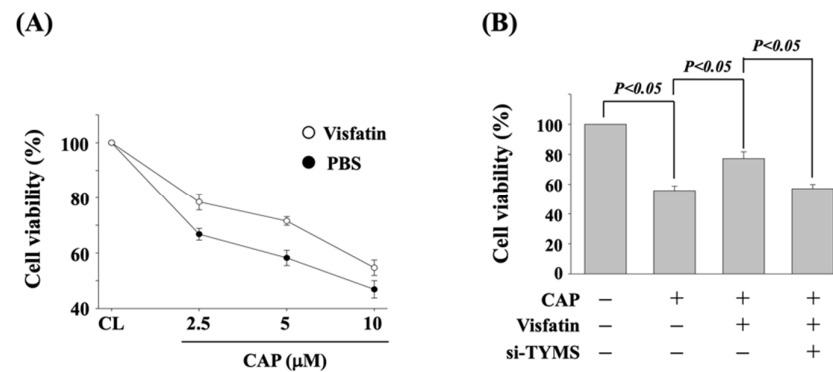 (A)
Cell viability (%)
100
80
60
40
Visfatin
PBS
CL 2.5 5 10
CAP (μM)
(B)
P<0.05
P<0.05
P<0.05
Cell viability (%)
100
80
60
40
20
0
CAP − + + +
Visfatin − − + +
si-TYMS − − − +